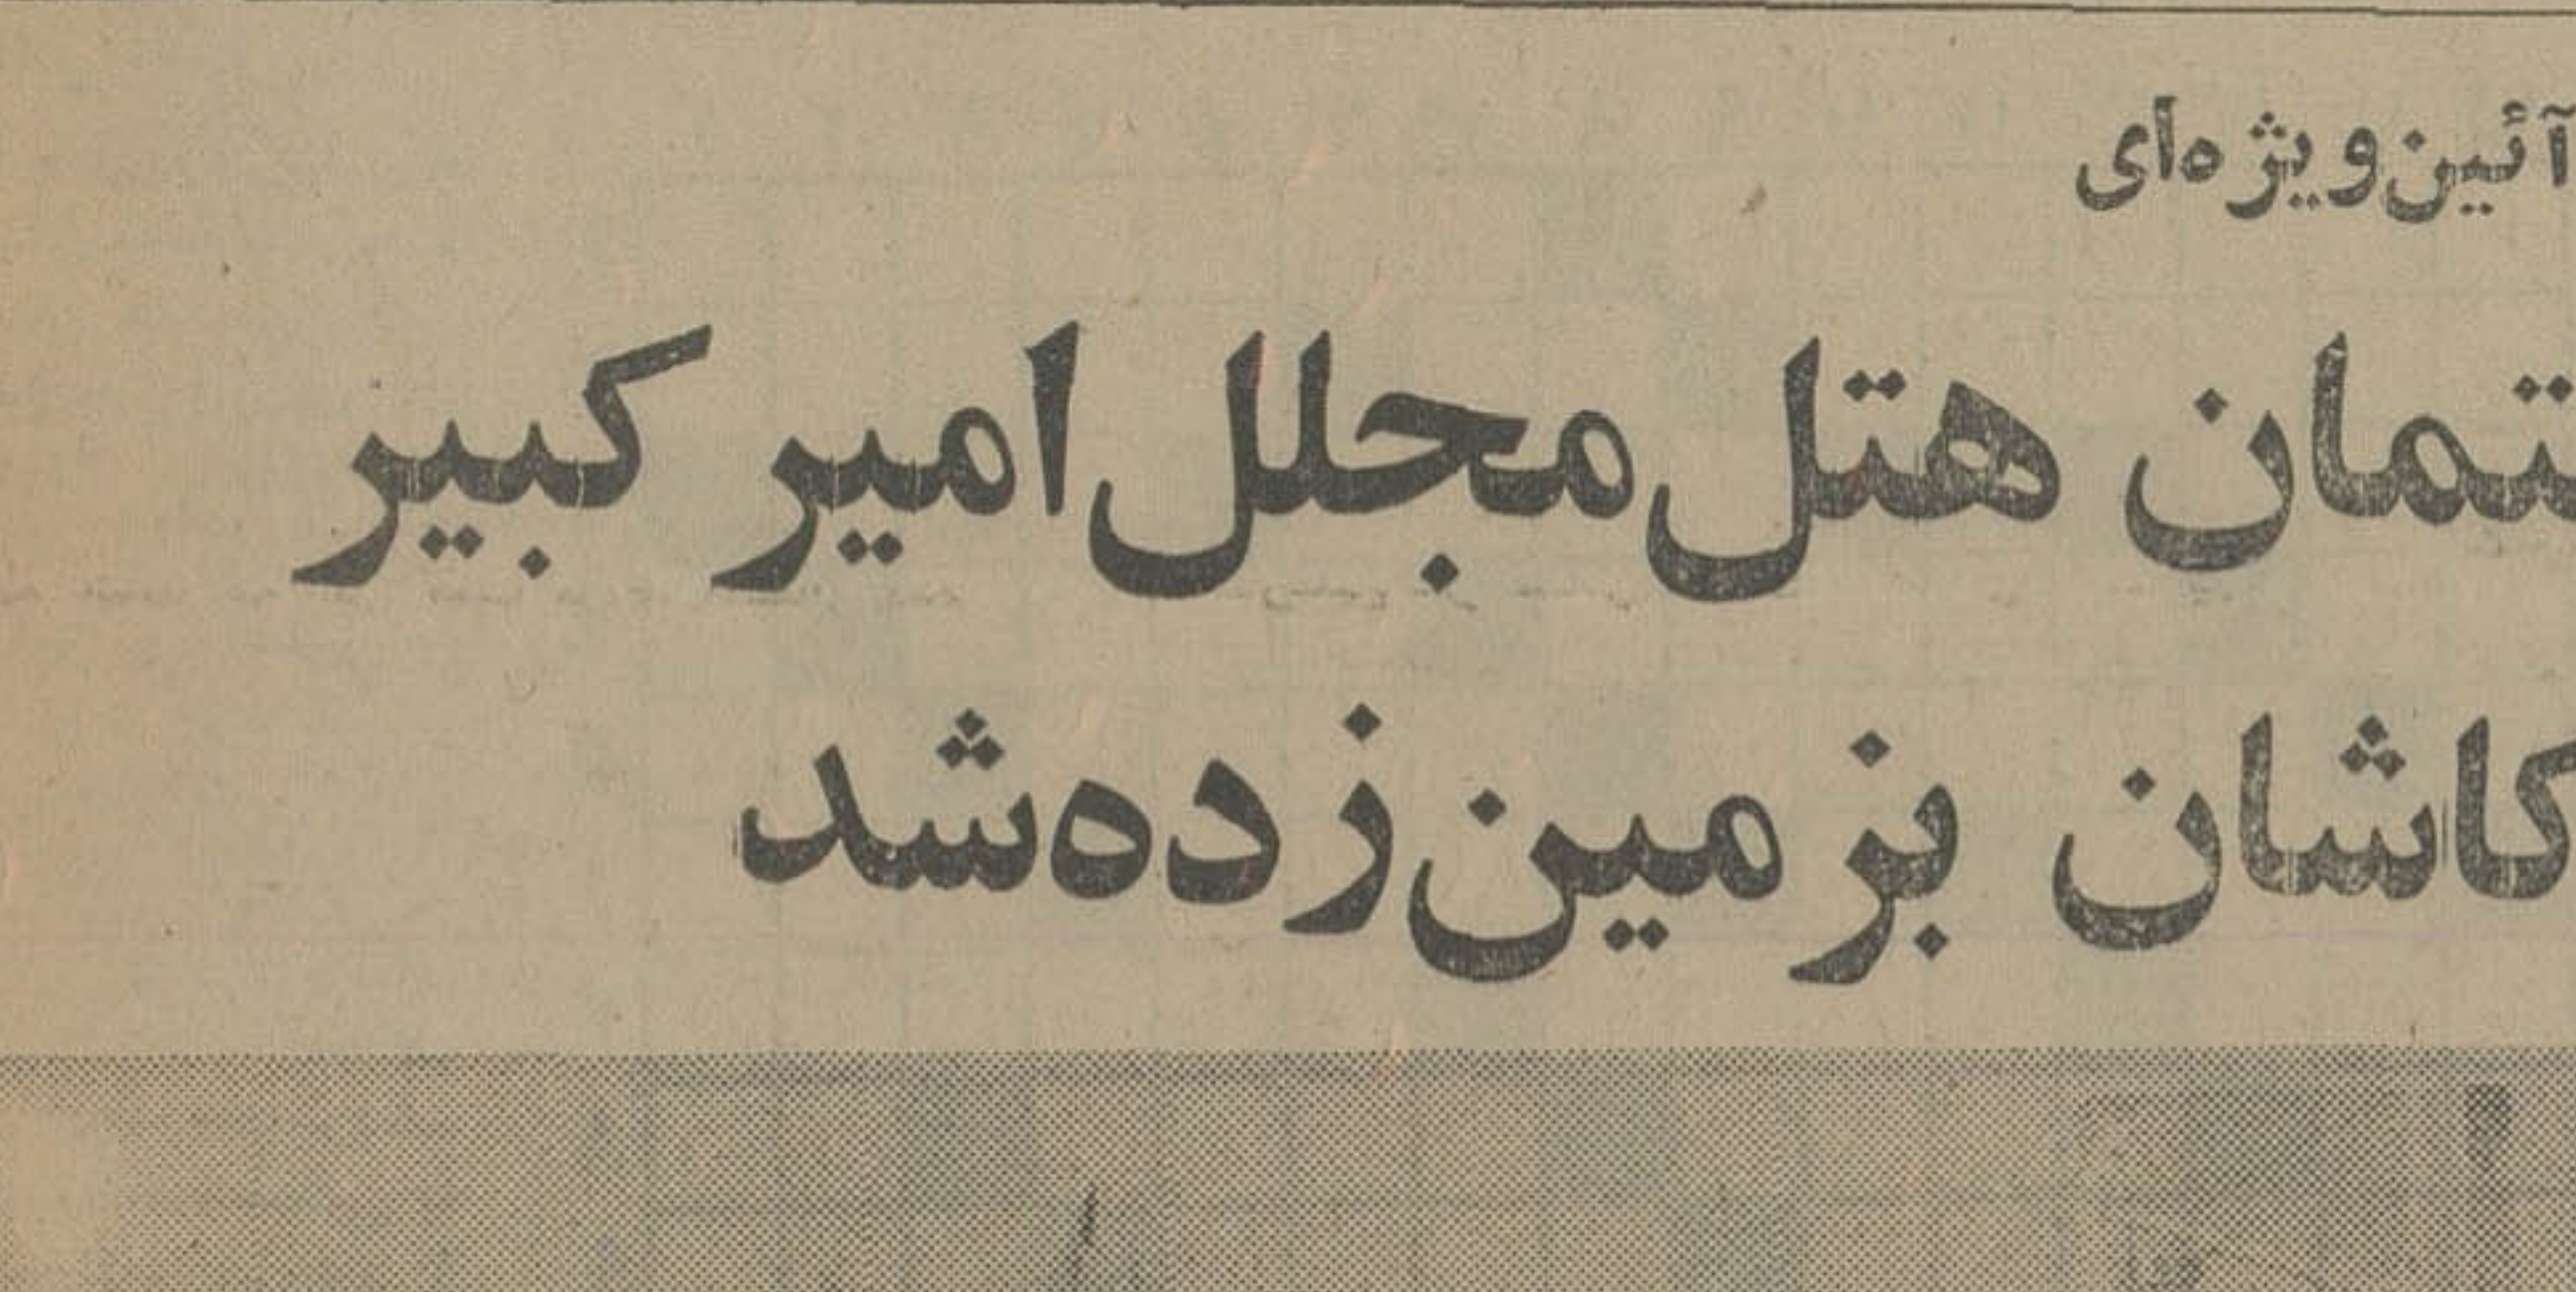 آئین ویژه‌ای
تمان هتل مجلل امیر کبیر
کاشان بزمین زده شد